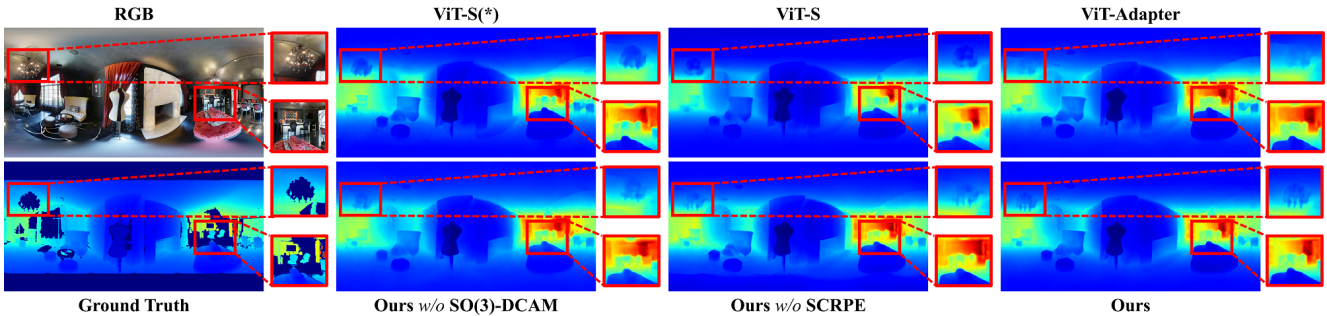 RGB
ViT-S(*)
ViT-S
ViT-Adapter
Ground Truth
Ours w/o SO(3)-DCAM
Ours w/o SCRPE
Ours